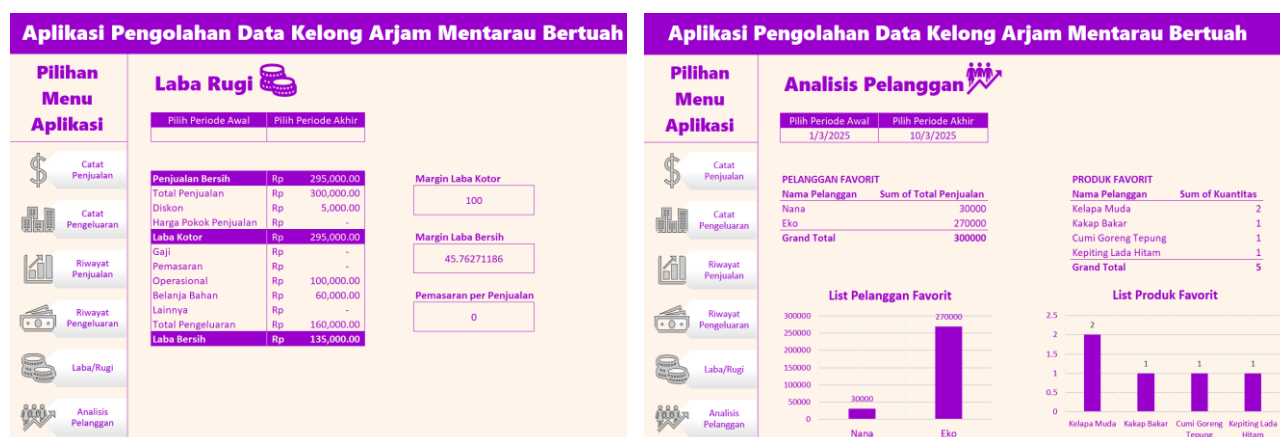 Aplikasi Pengolahan Data Kelong Arjam Mentarau Bertuah
Pilihan
Menu
Aplikasi
Catat
Penjualan
Catat
Pengeluaran
Riwayat
Penjualan
Riwayat
Pengeluaran
Laba/Rugi
Analisis
Pelanggan
Laba Rugi
Pilih Periode Awal Pilih Periode Akhir
Penjualan Bersih Rp 295,000.00
Total Penjualan Rp 300,000.00
Diskon Rp 5,000.00
Harga Pokok Penjualan Rp -
Laba Kotor Rp 295,000.00
Gaji Rp -
Pemasaran Rp -
Operasional Rp 100,000.00
Belanja Bahan Rp 60,000.00
Lainnya Rp -
Total Pengeluaran Rp 160,000.00
Laba Bersih Rp 135,000.00
Margin Laba Kotor
100
Margin Laba Bersih
45.76271186
Pemasaran per Penjualan
0
Aplikasi Pengolahan Data Kelong Arjam Mentarau Bertuah
Pilihan
Menu
Aplikasi
Catat
Penjualan
Catat
Pengeluaran
Riwayat
Penjualan
Riwayat
Pengeluaran
Laba/Rugi
Analisis
Pelanggan
Analisis Pelanggan
Pilih Periode Awal Pilih Periode Akhir
1/3/2025 10/3/2025
PELANGGAN FAVORIT
Nama Pelanggan Sum of Total Penjualan
Nana 30000
Eko 270000
Grand Total 300000
PRODUK FAVORIT
Nama Pelanggan Sum of Kuantitas
Kelapa Muda 2
Kakap Bakar 1
Cumi Goreng Tepung 1
Kepiting Lada Hitam 1
Grand Total 5
List Pelanggan Favorit
300000
250000
200000
150000
100000
50000
0
30000
270000
Nana Eko
List Produk Favorit
2.5
2
1.5
1
0.5
0
2 1 1 1
Kelapa Muda Kakap Bakar Cumi Goreng Kepiting Lada
Tepung Hitam